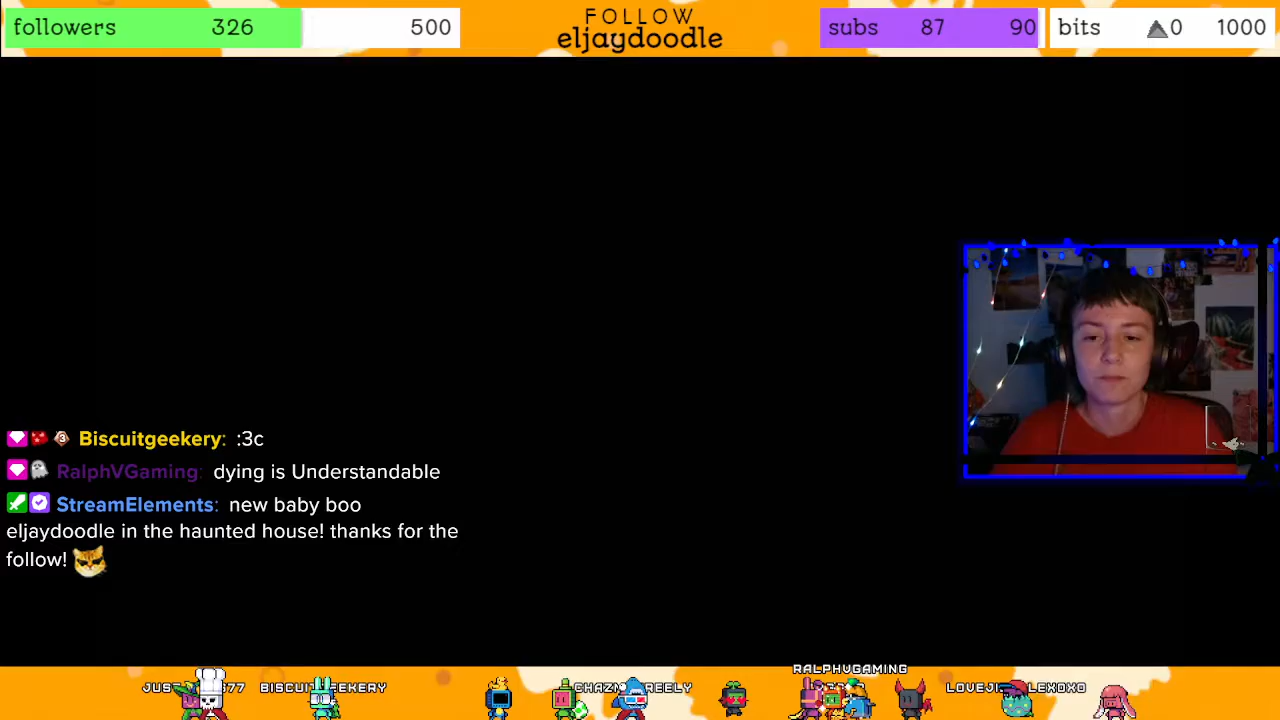 followers 326 500
FOLLOW
eljaydoodle
subs 87 90
bits 0 1000
Biscuitgeekery: :3c
RalphVGaming: dying is Understandable
StreamElements: new baby boo
eljaydoodle in the haunted house! thanks for the
follow!
RALPHVGAMING
BISCUITGEEKERY